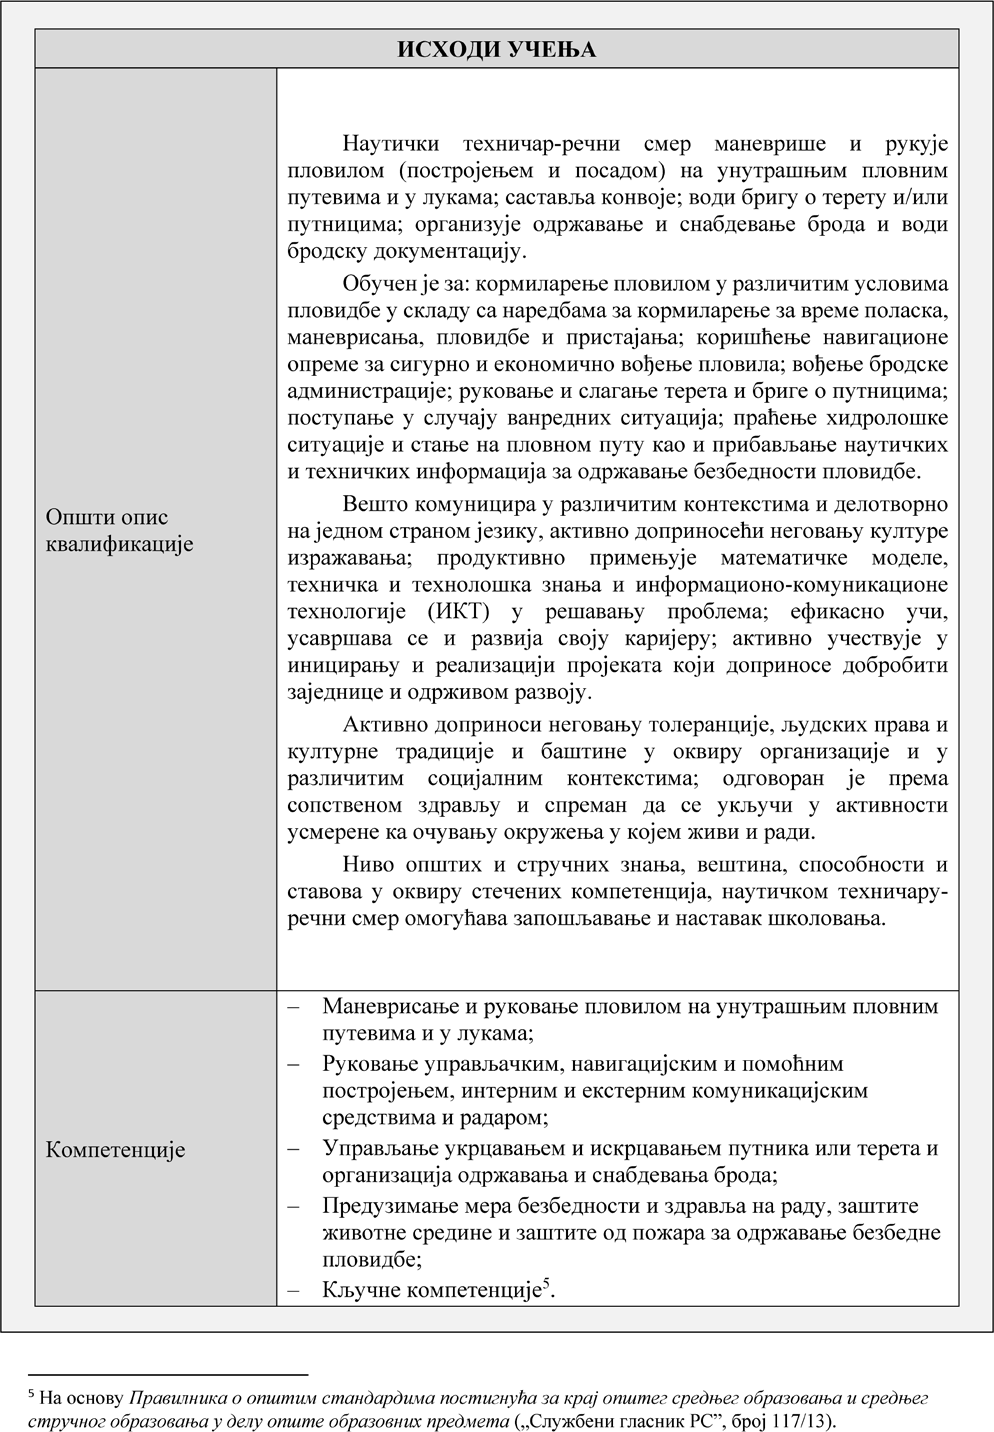 ИСХОДИ УЧЕЊА
Наутички техничар-речни смер маневрише и рукује
пловилом (постројењем и посадом) на унутрашњим пловним
путевима и у лукама; саставља конвоје; води бригу о терету и/или
путницима; организује одржавање и снабдевање брода и води
бродску документацију.
Обучен је за: кормиларење пловилом у различитим условима
пловидбе у складу са наредбама за кормиларење за време поласка,
маневрисања, пловидбе и пристајања; коришћење навигационе
опреме за сигурно и економично вођење пловила; вођење бродске
администрације; руковање и слагање терета и бриге о путницима;
поступање у случају ванредних ситуација; праћење хидролошке
ситуације и стање на пловном путу као и прибављање наутичких
и техничких информација за одржавање безбедности пловидбе.
Општи опис
квалификације
Вешто комуницира у различитим контекстима и делотворно
на једном страном језику, активно доприносећи неговању културе
изражавања; продуктивно примењује математичке моделе,
техничка и технолошка знања и информационо-комуникационе
технологије (ИКТ) у решавању проблема; ефикасно учи,
усавршава се и развија своју каријеру; активно учествује у
иницирању и реализацији пројеката који доприносе добробити
заједнице и одрживом развоју.
Активно доприноси неговању толеранције, људских права и
културне традиције и баштине у оквиру организације и у
различитим социјалним контекстима; одговоран је према
сопственом здрављу и спреман да се укључи у активности
усмерене ка очувању окружења у којем живи и ради.
Ниво општих и стручних знања, вештина, способности и
ставова у оквиру стечених компетенција, наутичком техничару-
речни смер омогућава запошљавање и наставак школовања.
Компетенције
– Маневрисање и руковање пловилом на унутрашњим пловним
путевима и у лукама;
– Руковање управљачким, навигацијским и помоћним
постројењем, интерним и екстерним комуникацијским
средствима и радаром;
– Управљање укрцавањем и искрцавањем путника или терета и
организација одржавања и снабдевања брода;
– Предузимање мера безбедности и здравља на раду, заштите
животне средине и заштите од пожара за одржавање безбедне
пловидбе;
– Кључне компетенције⁵.
⁵ На основу Правилника о општим стандардима постигнућа за крај општег средњег образовања и средњег
стручног образовања у делу опште образовних предмета („Службени гласник РС”, број 117/13).